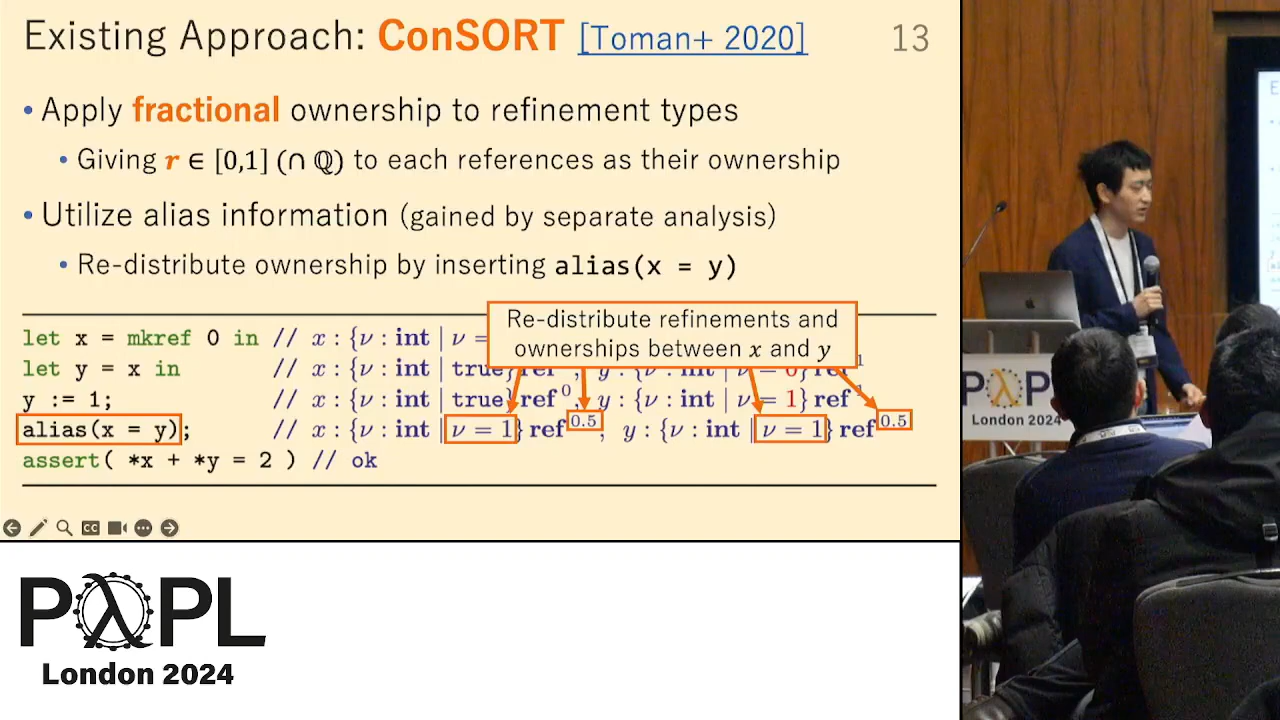 Existing Approach: ConSORT [Toman+ 2020] 13
• Apply fractional ownership to refinement types
• Giving r ∈ [0,1] (∩ ℚ) to each references as their ownership
• Utilize alias information (gained by separate analysis)
• Re-distribute ownership by inserting alias(x = y)
Re-distribute refinements and
ownerships between x and y
let x = mkref 0 in // x : {ν : int | ν =
let y = x in // x : {ν : int | true} ref , y : {ν : int | ν = 0} ref 1
y := 1; // x : {ν : int | true} ref 0, y : {ν : int | ν = 1} ref 1
alias(x = y); // x : {ν : int | ν = 1} ref 0.5, y : {ν : int | ν = 1} ref 0.5
assert( *x + *y = 2 ) // ok
CC
PλPL
London 2024
PλPL
London 2024